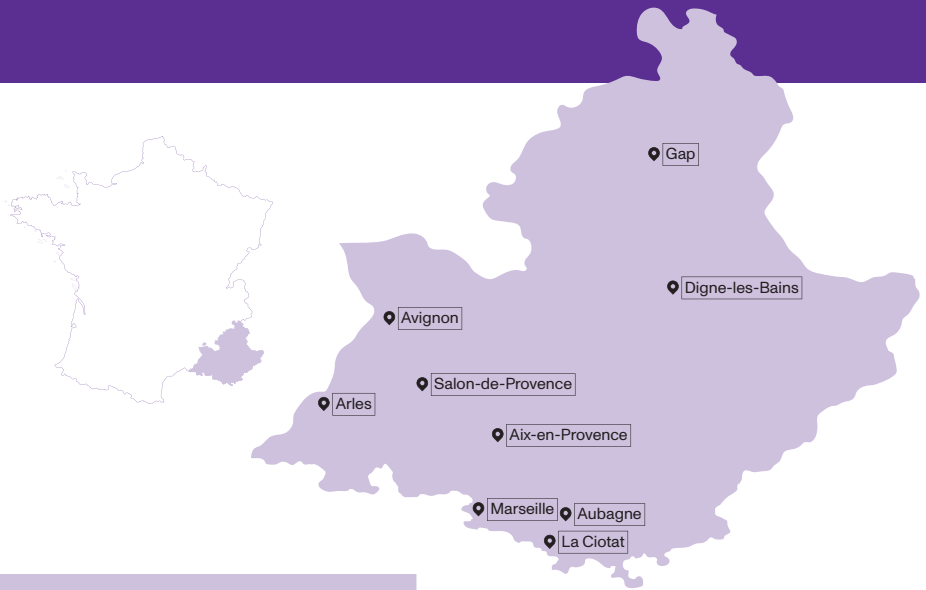 Gap
Digne-les-Bains
Avignon
Salon-de-Provence
Arles
Aix-en-Provence
Marseille
Aubagne
La Ciotat